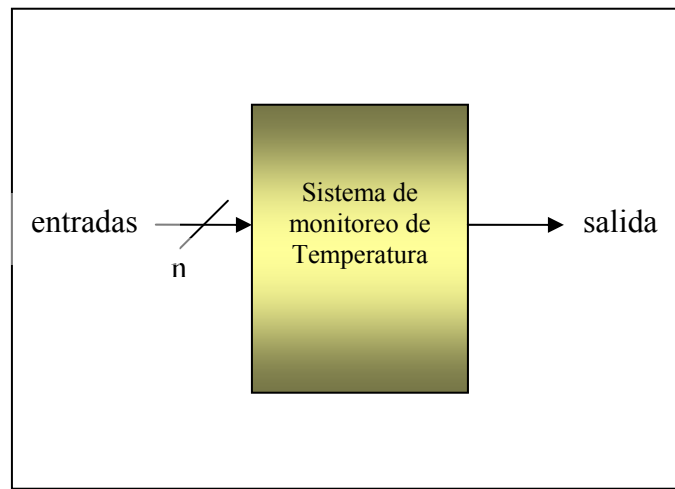 entradas
n
Sistema de
monitoreo de
Temperatura
salida